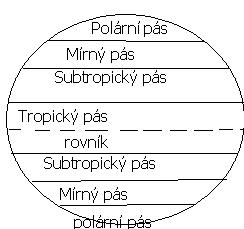 Polární pás
Mírný pás
Subtropický pás
Tropický pás
rovník
Subtropický pás
Mírný pás
polární pás